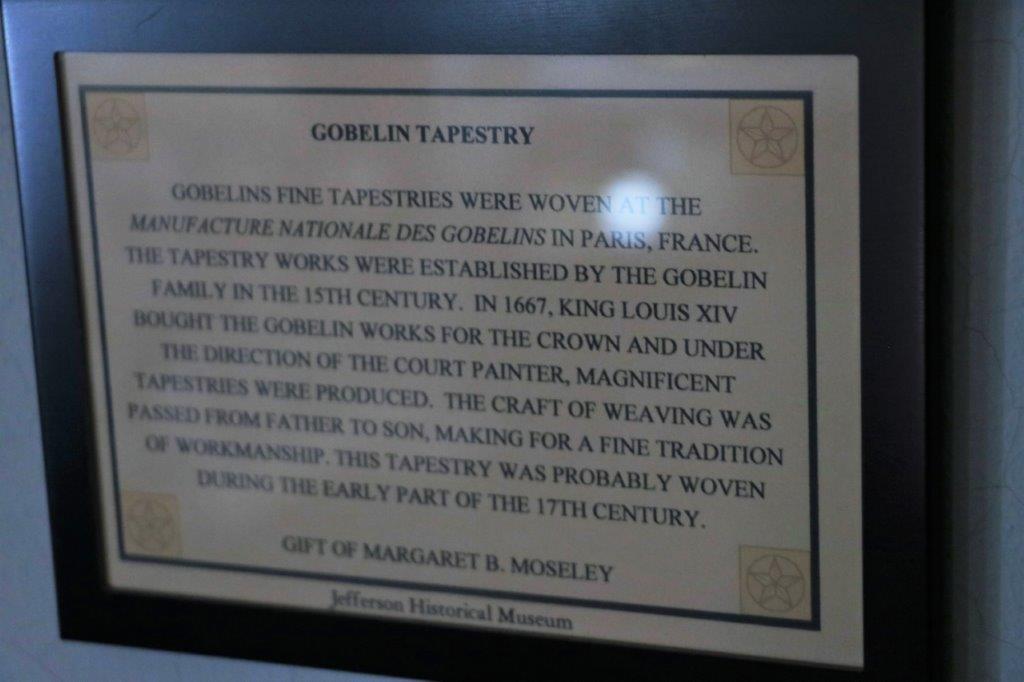 GOBELIN TAPESTRY
GOBELINS FINE TAPESTRIES WERE WOVEN AT THE
MANUFACTURE NATIONALE DES GOBELINS IN PARIS, FRANCE.
THE TAPESTRY WORKS WERE ESTABLISHED BY THE GOBELIN
FAMILY IN THE 15TH CENTURY. IN 1667, KING LOUIS XIV
BOUGHT THE GOBELIN WORKS FOR THE CROWN AND UNDER
THE DIRECTION OF THE COURT PAINTER, MAGNIFICENT
TAPESTRIES WERE PRODUCED. THE CRAFT OF WEAVING WAS
PASSED FROM FATHER TO SON, MAKING FOR A FINE TRADITION
OF WORKMANSHIP. THIS TAPESTRY WAS PROBABLY WOVEN
DURING THE EARLY PART OF THE 17TH CENTURY.
GIFT OF MARGARET B. MOSELEY
Jefferson Historical Museum